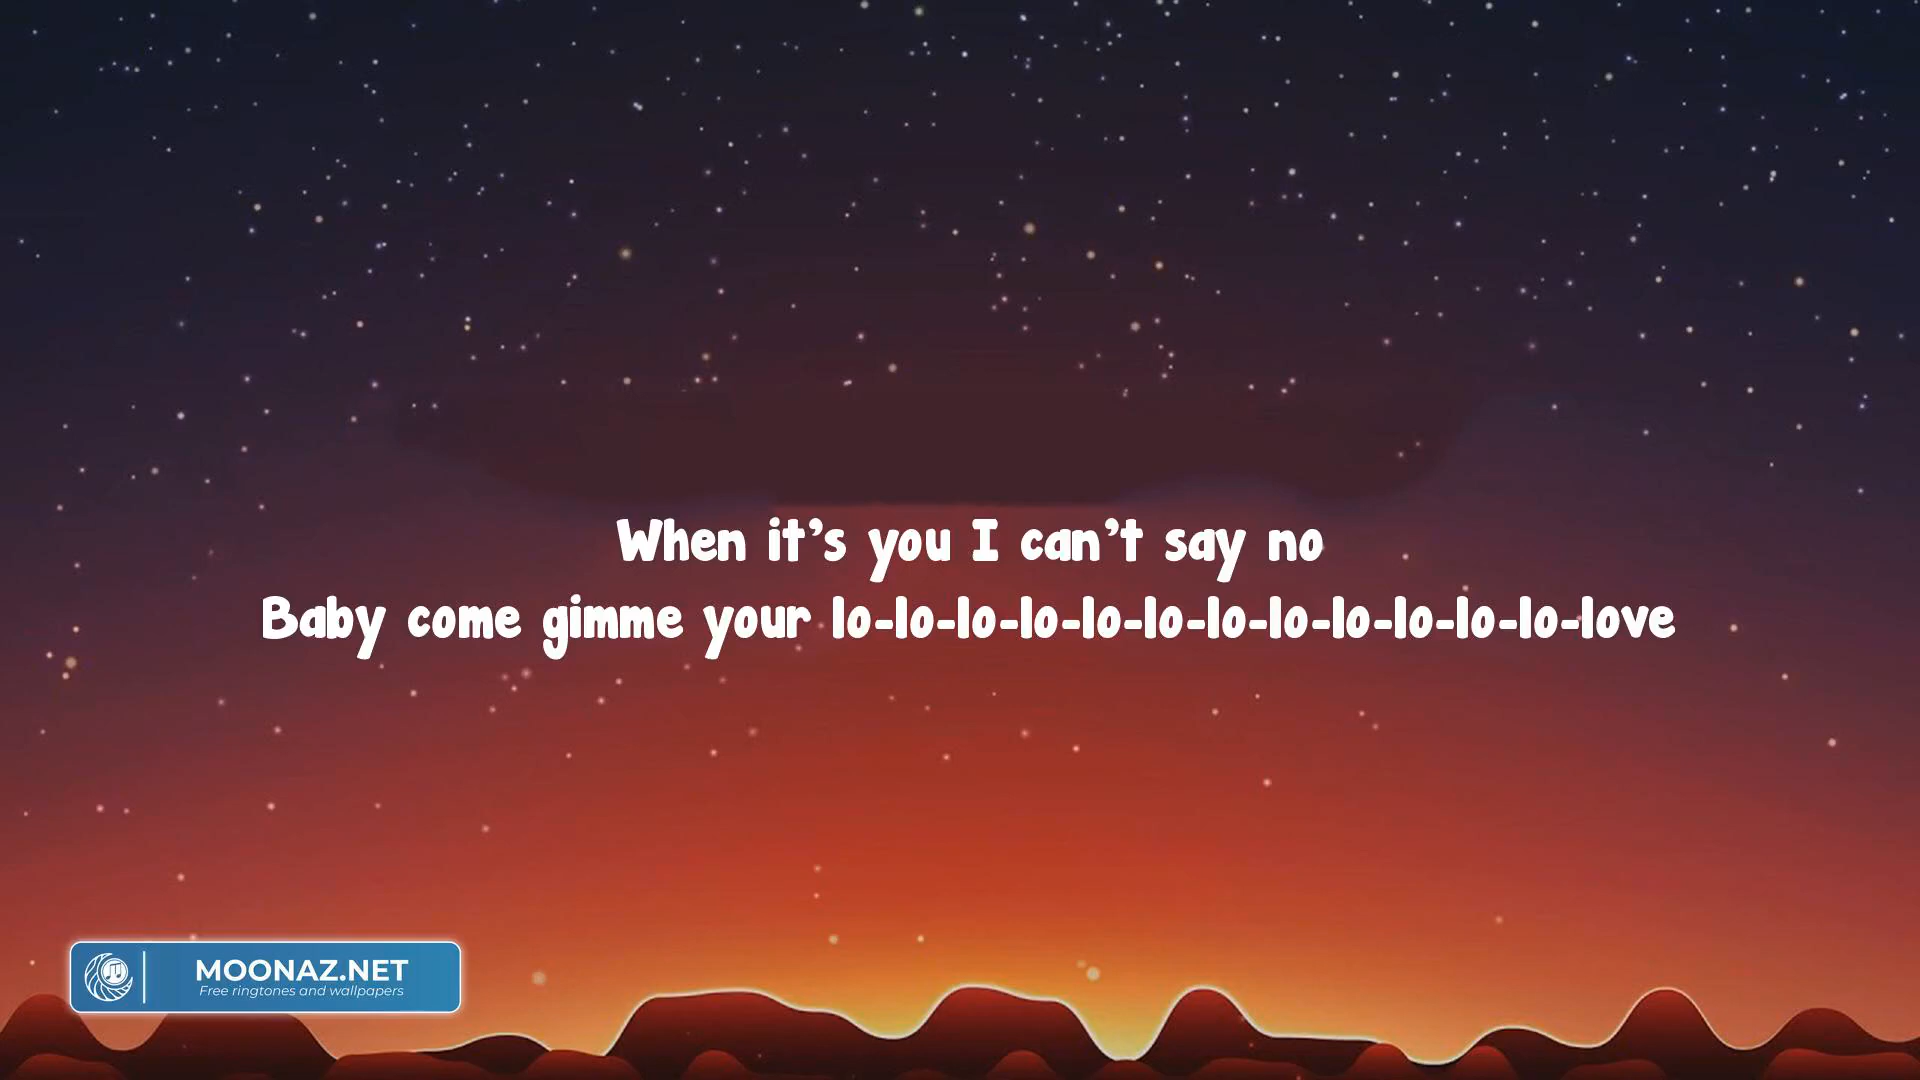 When it's you I can't say no
Baby come gimme your lo-lo-lo-lo-lo-lo-lo-lo-lo-lo-lo-lo-love
MOONAZ.NET
Free ringtones and wallpapers